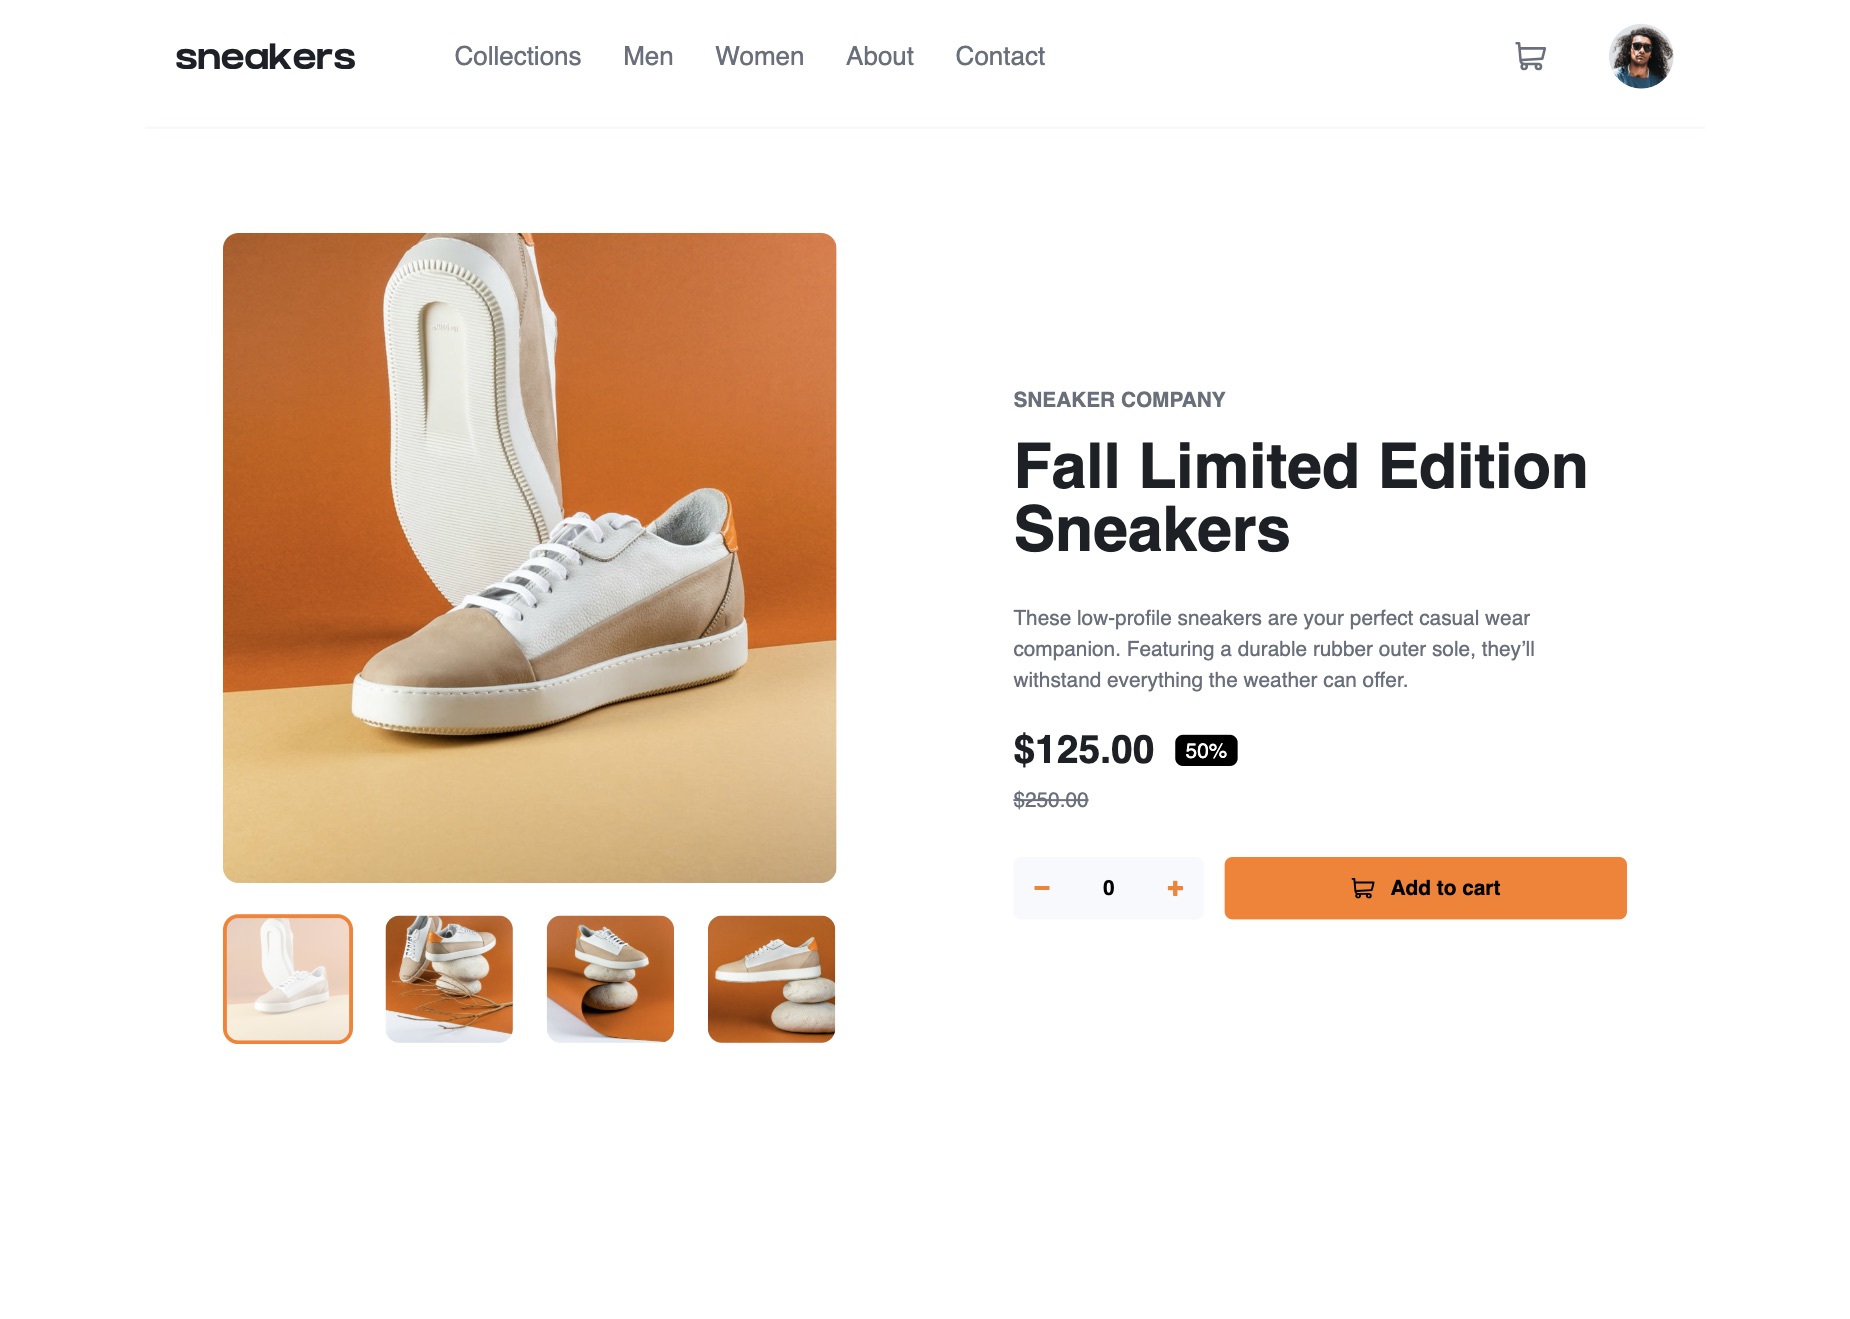 sneakers
Collections Men Women About Contact
SNEAKER COMPANY
Fall Limited Edition
Sneakers
These low-profile sneakers are your perfect casual wear
companion. Featuring a durable rubber outer sole, they’ll
withstand everything the weather can offer.
$125.00 50%
$250.00
− 0 +
Add to cart